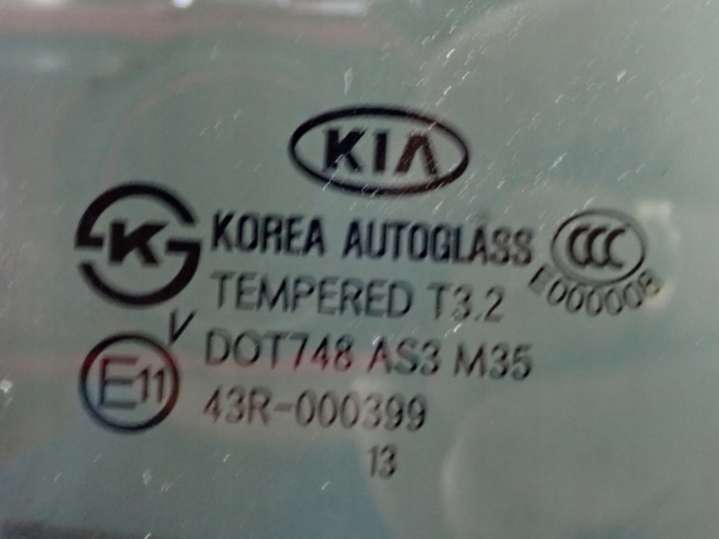 KIA
K KOREA AUTOGLASS CCC
TEMPERED T3.2 E000008
V DOT748 AS3 M35
E11 43R-000399
13